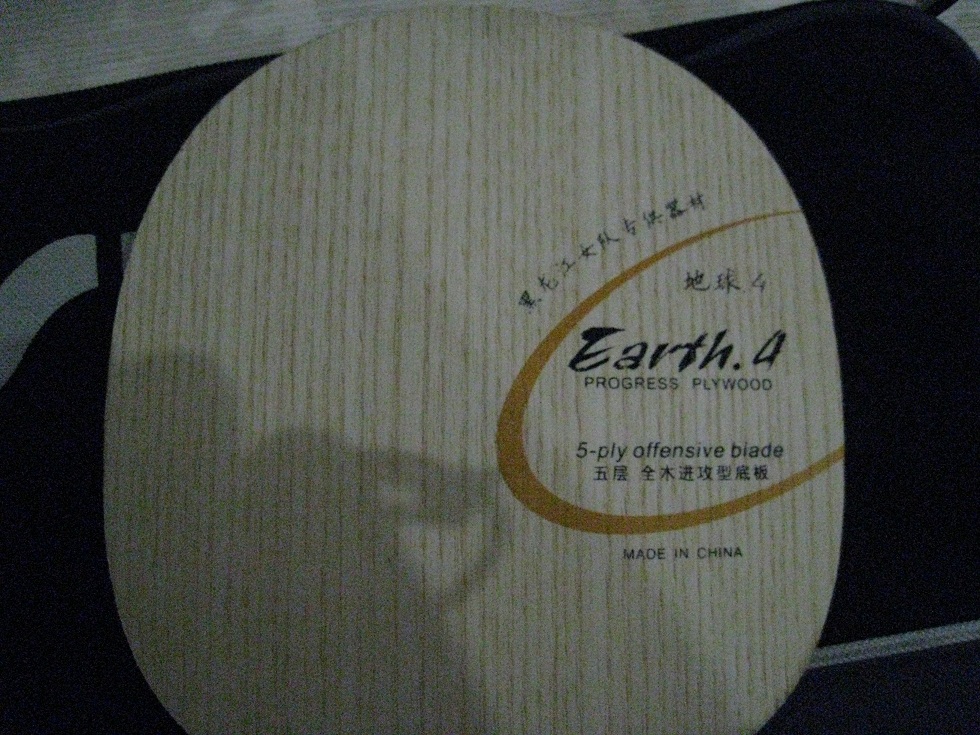 黑龙江女队专供器材
地球.4
Earth.4
PROGRESS PLYWOOD
5-ply offensive blade
五层 全木进攻型底板
MADE IN CHINA